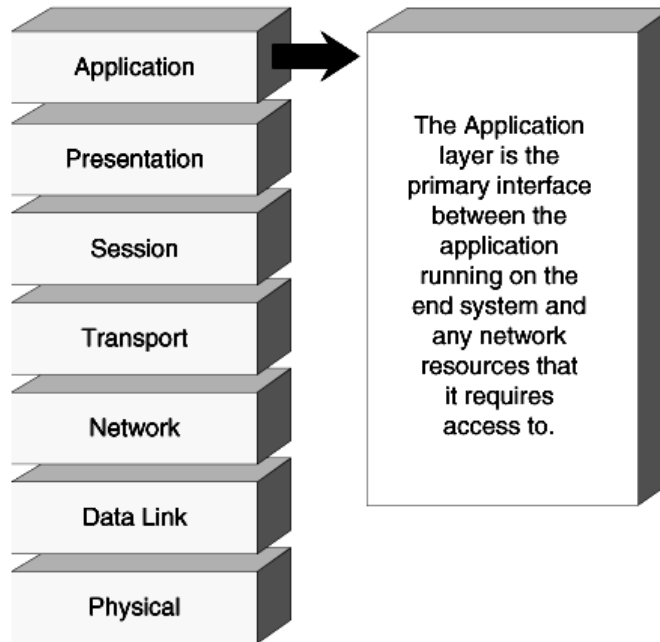 Application
Presentation
Session
Transport
Network
Data Link
Physical
The Application
layer is the
primary interface
between the
application
running on the
end system and
any network
resources that
it requires
access to.